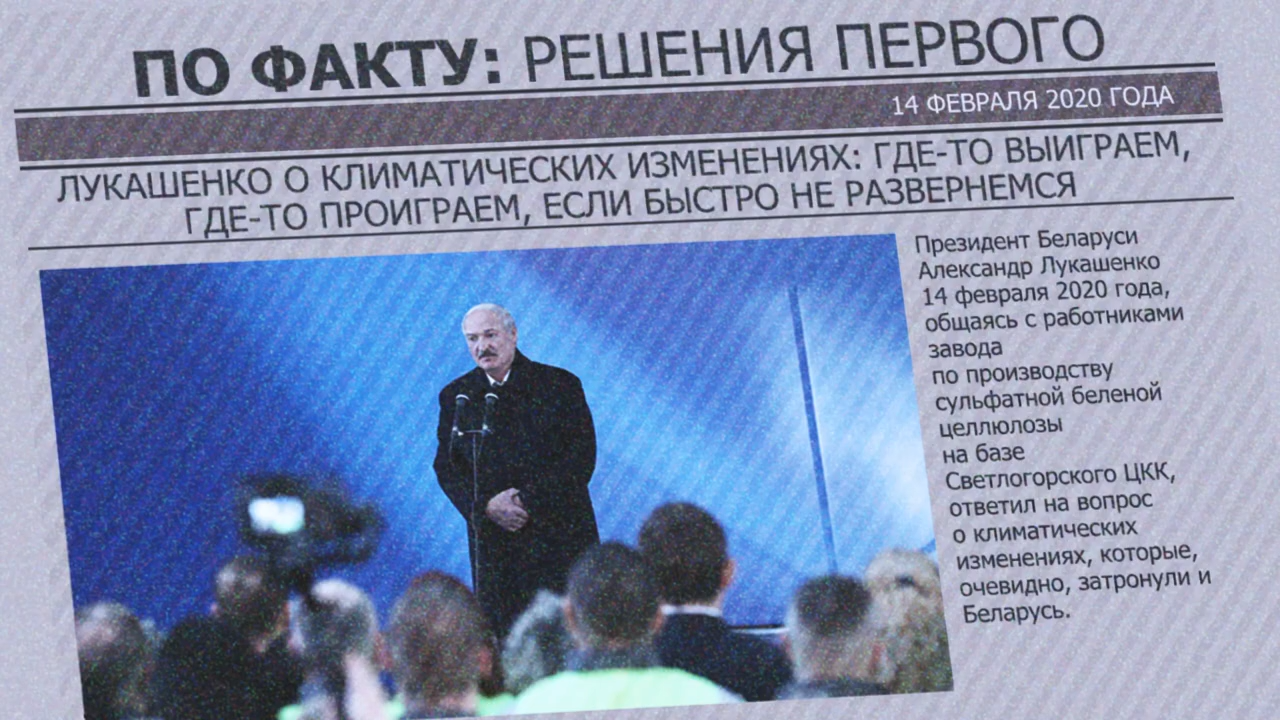 ПО ФАКТУ: РЕШЕНИЯ ПЕРВОГО
14 ФЕВРАЛЯ 2020 ГОДА
ЛУКАШЕНКО О КЛИМАТИЧЕСКИХ ИЗМЕНЕНИЯХ: ГДЕ-ТО ВЫИГРАЕМ,
ГДЕ-ТО ПРОИГРАЕМ, ЕСЛИ БЫСТРО НЕ РАЗВЕРНЕМСЯ
Президент Беларуси
Александр Лукашенко
14 февраля 2020 года,
общаясь с работниками
завода
по производству
сульфатной беленой
целлюлозы
на базе
Светлогорского ЦКК,
ответил на вопрос
о климатических
изменениях, которые,
очевидно, затронули и
Беларусь.